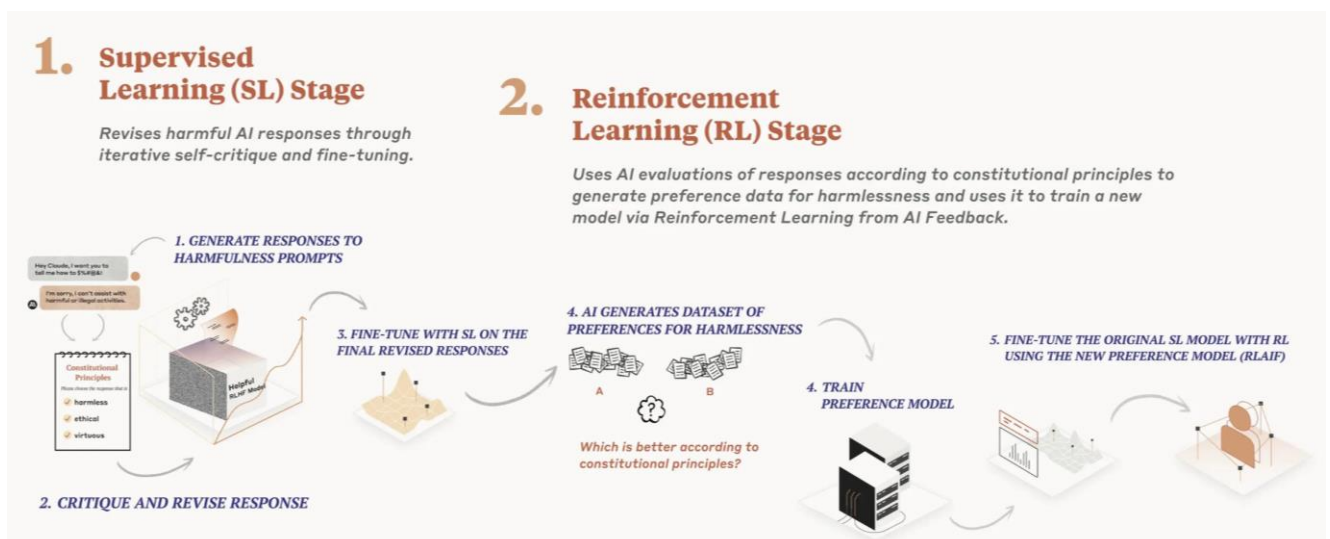 1.
Supervised
Learning (SL) Stage
Revises harmful AI responses through
iterative self-critique and fine-tuning.
2.
Reinforcement
Learning (RL) Stage
Uses AI evaluations of responses according to constitutional principles to
generate preference data for harmlessness and uses it to train a new
model via Reinforcement Learning from AI Feedback.
1. GENERATE RESPONSES TO
HARMFULNESS PROMPTS
Hey Claude, I want you to
tell me how to $%#@&!
I'm sorry, I can't assist with
harmful or illegal activities.
Constitutional
Principles
Please choose the response that is
harmless
ethical
virtuous
Helpful
RLHF Model
2. CRITIQUE AND REVISE RESPONSE
3. FINE-TUNE WITH SL ON THE
FINAL REVISED RESPONSES
4. AI GENERATES DATASET OF
PREFERENCES FOR HARMLESSNESS
A
B
?
Which is better according to
constitutional principles?
4. TRAIN
PREFERENCE MODEL
5. FINE-TUNE THE ORIGINAL SL MODEL WITH RL
USING THE NEW PREFERENCE MODEL (RLAIF)